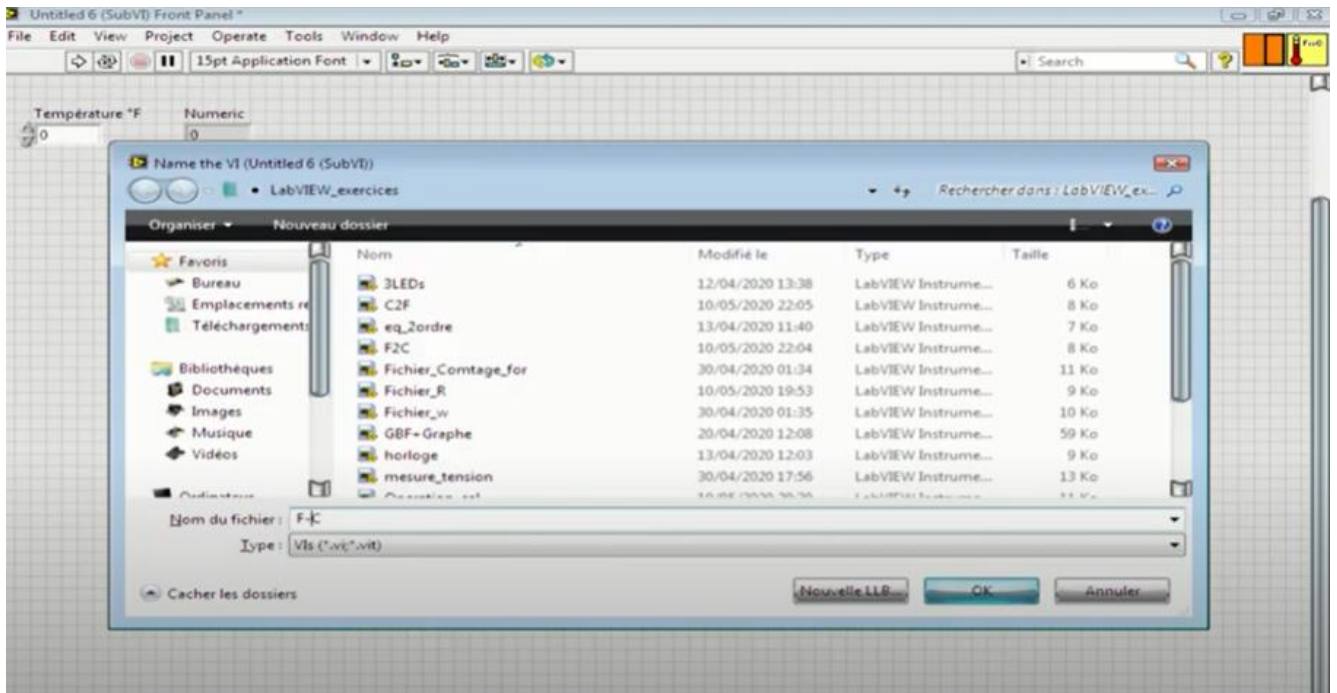 Untitled 6 (SubVI) Front Panel *
File Edit View Project Operate Tools Window Help
15pt Application Font
Search
Température °F Numeric
0 0
Name the VI (Untitled 6 (SubVI))
LabVIEW_exercices
Rechercher dans : LabVIEW_ex...
Organiser Nouveau dossier
Favoris
Bureau
Emplacements re
Téléchargements
Bibliothèques
Documents
Images
Musique
Vidéos
Nom Modifié le Type Taille
3LEDs 12/04/2020 13:38 LabVIEW Instrume... 6 Ko
C2F 10/05/2020 22:05 LabVIEW Instrume... 8 Ko
eq_2ordre 13/04/2020 11:40 LabVIEW Instrume... 7 Ko
F2C 10/05/2020 22:04 LabVIEW Instrume... 8 Ko
Fichier_Comtage_for 30/04/2020 01:34 LabVIEW Instrume... 11 Ko
Fichier_R 10/05/2020 19:53 LabVIEW Instrume... 9 Ko
Fichier_w 30/04/2020 01:35 LabVIEW Instrume... 10 Ko
GBF+Graphe 20/04/2020 12:08 LabVIEW Instrume... 59 Ko
horloge 13/04/2020 12:03 LabVIEW Instrume... 9 Ko
mesure_tension 30/04/2020 17:56 LabVIEW Instrume... 13 Ko
Nom du fichier : F-C
Type : VIs (*.vi;*.vit)
Cacher les dossiers
Nouvelle LLB... OK Annuler